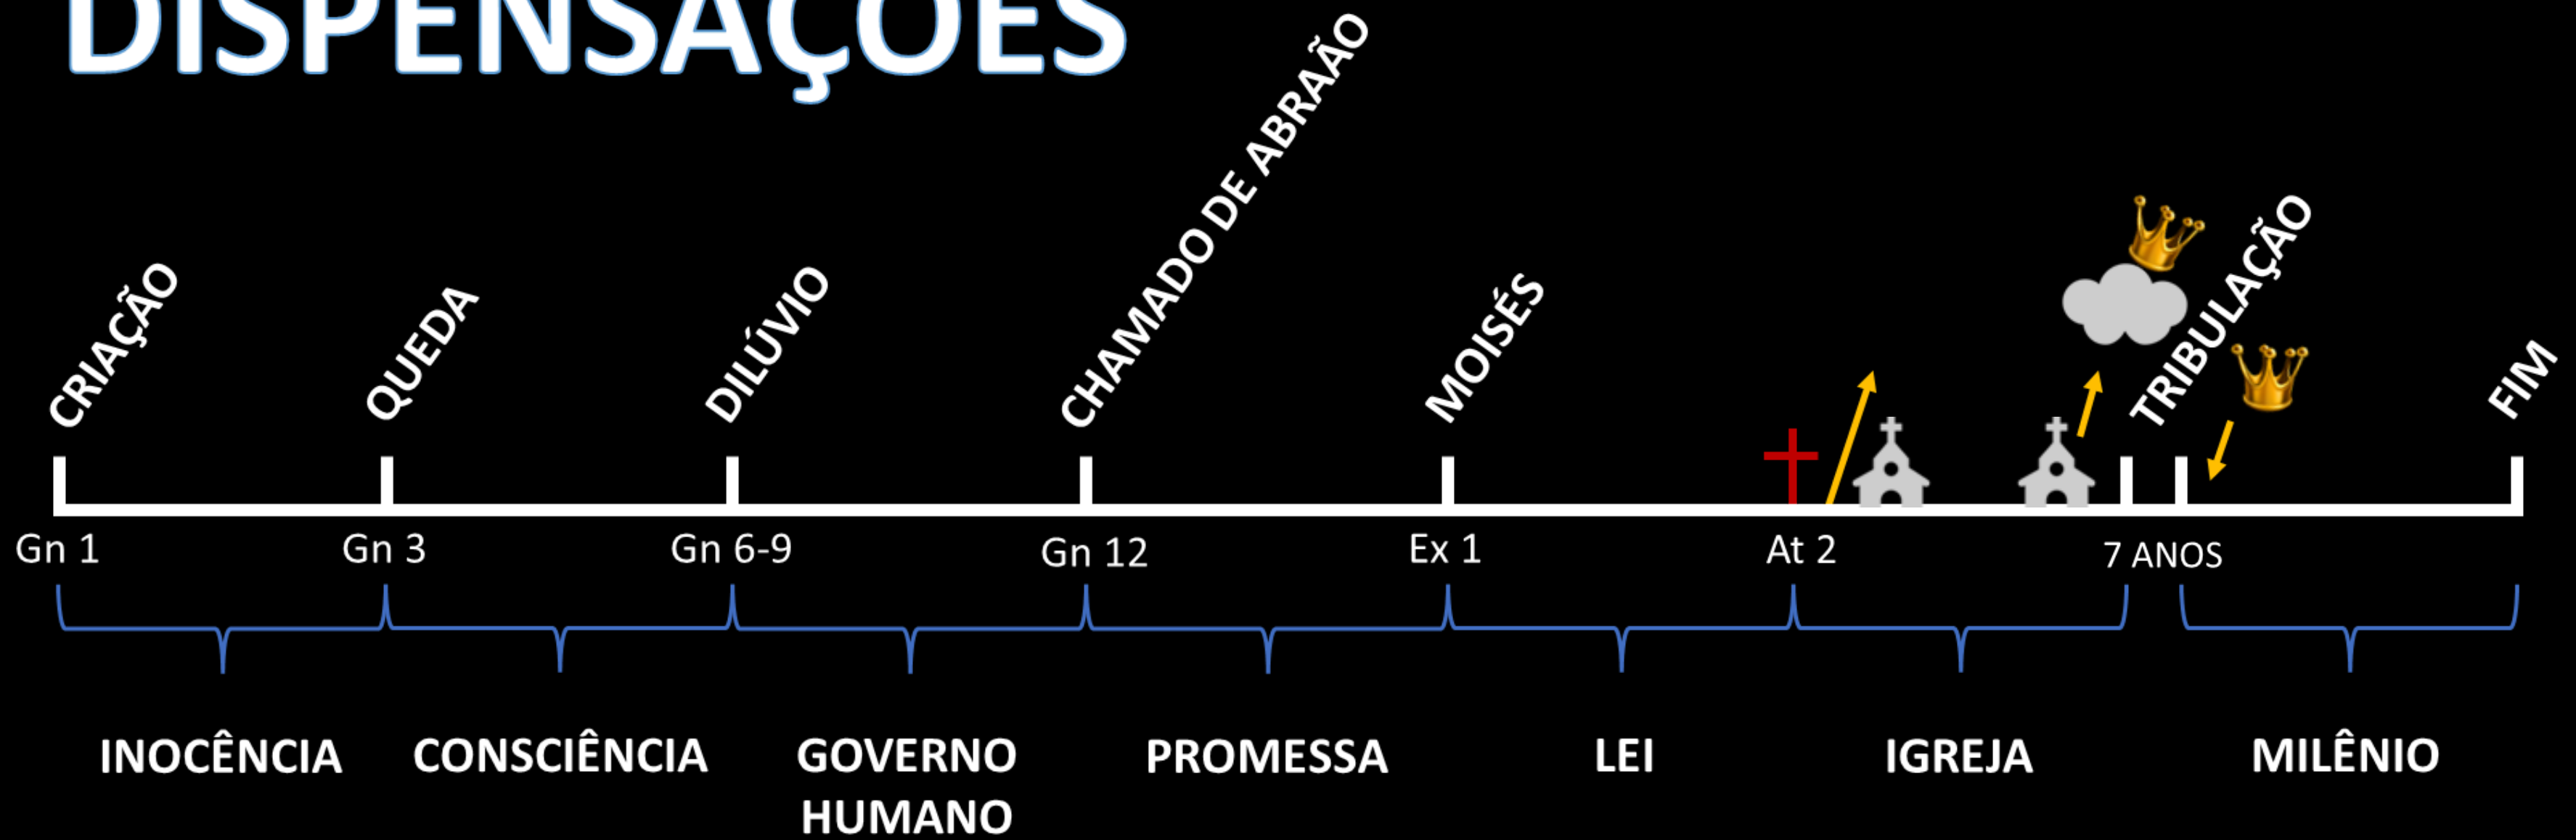 DISPENSAÇÕES
CRIAÇÃO
QUEDA
DILÚVIO
CHAMADO DE ABRAÃO
MOISÉS
TRIBULAÇÃO
FIM
Gn 1
Gn 3
Gn 6-9
Gn 12
Ex 1
At 2
7 ANOS
INOCÊNCIA
CONSCIÊNCIA
GOVERNO
HUMANO
PROMESSA
LEI
IGREJA
MILÊNIO